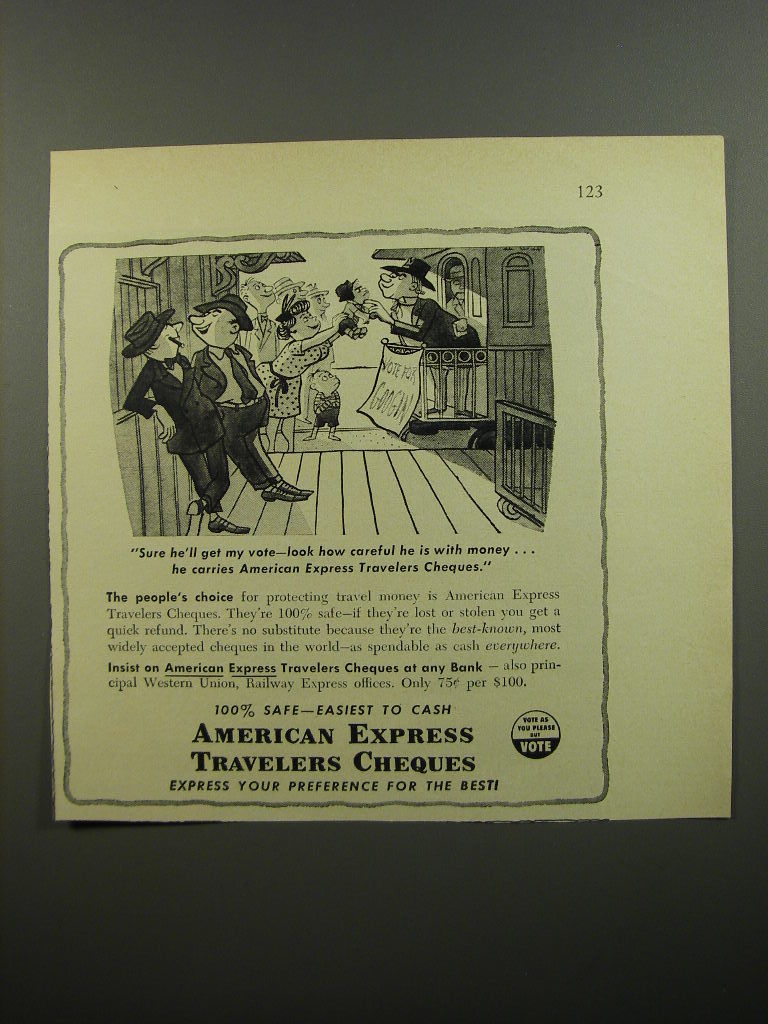 123
VOTE FOR
GOOGIN
"Sure he'll get my vote—look how careful he is with money . . .
he carries American Express Travelers Cheques."
The people's choice for protecting travel money is American Express
Travelers Cheques. They're 100% safe—if they're lost or stolen you get a
quick refund. There's no substitute because they're the best-known, most
widely accepted cheques in the world—as spendable as cash everywhere.
Insist on American Express Travelers Cheques at any Bank — also prin-
cipal Western Union, Railway Express offices. Only 75¢ per $100.
100% SAFE—EASIEST TO CASH
AMERICAN EXPRESS
TRAVELERS CHEQUES
EXPRESS YOUR PREFERENCE FOR THE BEST!
VOTE AS
YOU PLEASE
BUT
VOTE